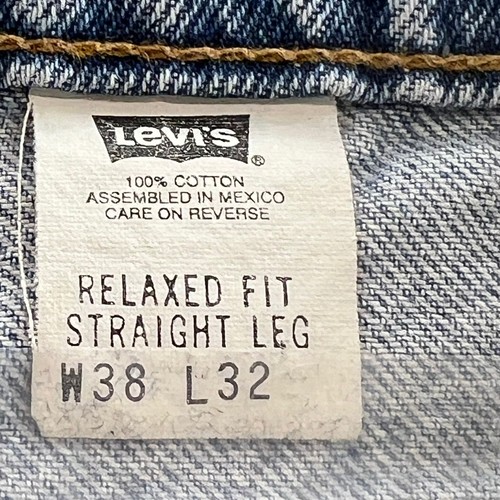 Levi's ®
100% COTTON
ASSEMBLED IN MEXICO
CARE ON REVERSE
RELAXED FIT
STRAIGHT LEG
W38 L32